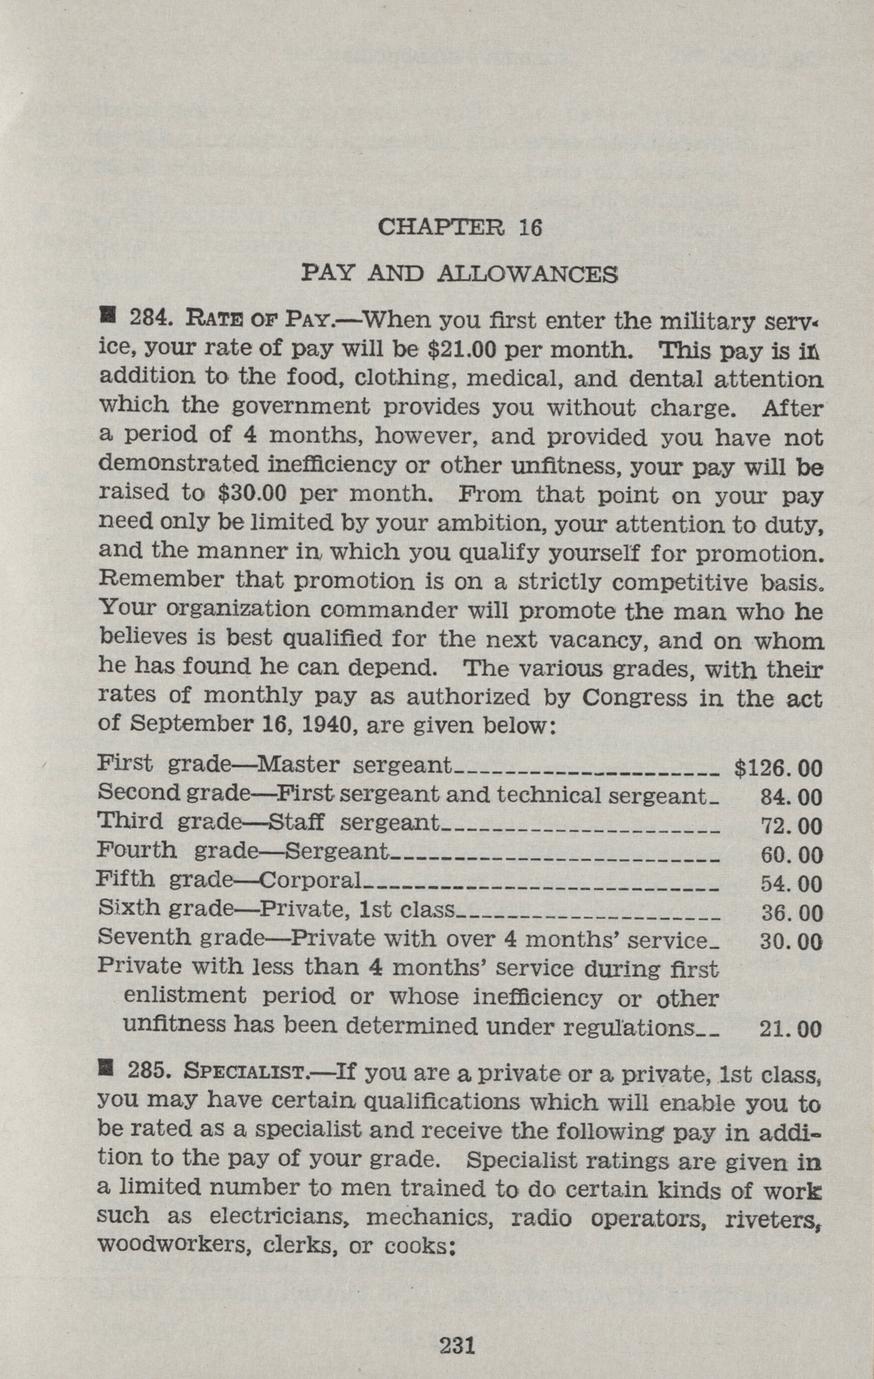 CHAPTER 16
PAY AND ALLOWANCES
■ 284. RATE OF PAY.—When you first enter the military serv-
ice, your rate of pay will be $21.00 per month. This pay is in
addition to the food, clothing, medical, and dental attention
which the government provides you without charge. After
a period of 4 months, however, and provided you have not
demonstrated inefficiency or other unfitness, your pay will be
raised to $30.00 per month. From that point on your pay
need only be limited by your ambition, your attention to duty,
and the manner in which you qualify yourself for promotion.
Remember that promotion is on a strictly competitive basis.
Your organization commander will promote the man who he
believes is best qualified for the next vacancy, and on whom
he has found he can depend. The various grades, with their
rates of monthly pay as authorized by Congress in the act
of September 16, 1940, are given below:
First grade—Master sergeant_____________________ $126.00
Second grade—First sergeant and technical sergeant_ 84.00
Third grade—Staff sergeant______________________ 72.00
Fourth grade—Sergeant__________________________ 60.00
Fifth grade—Corporal____________________________ 54.00
Sixth grade—Private, 1st class_____________________ 36.00
Seventh grade—Private with over 4 months' service_ 30.00
Private with less than 4 months' service during first
enlistment period or whose inefficiency or other
unfitness has been determined under regulations__ 21.00
■ 285. SPECIALIST.—If you are a private or a private, 1st class,
you may have certain qualifications which will enable you to
be rated as a specialist and receive the following pay in addi-
tion to the pay of your grade. Specialist ratings are given in
a limited number to men trained to do certain kinds of work
such as electricians, mechanics, radio operators, riveters,
woodworkers, clerks, or cooks:
231